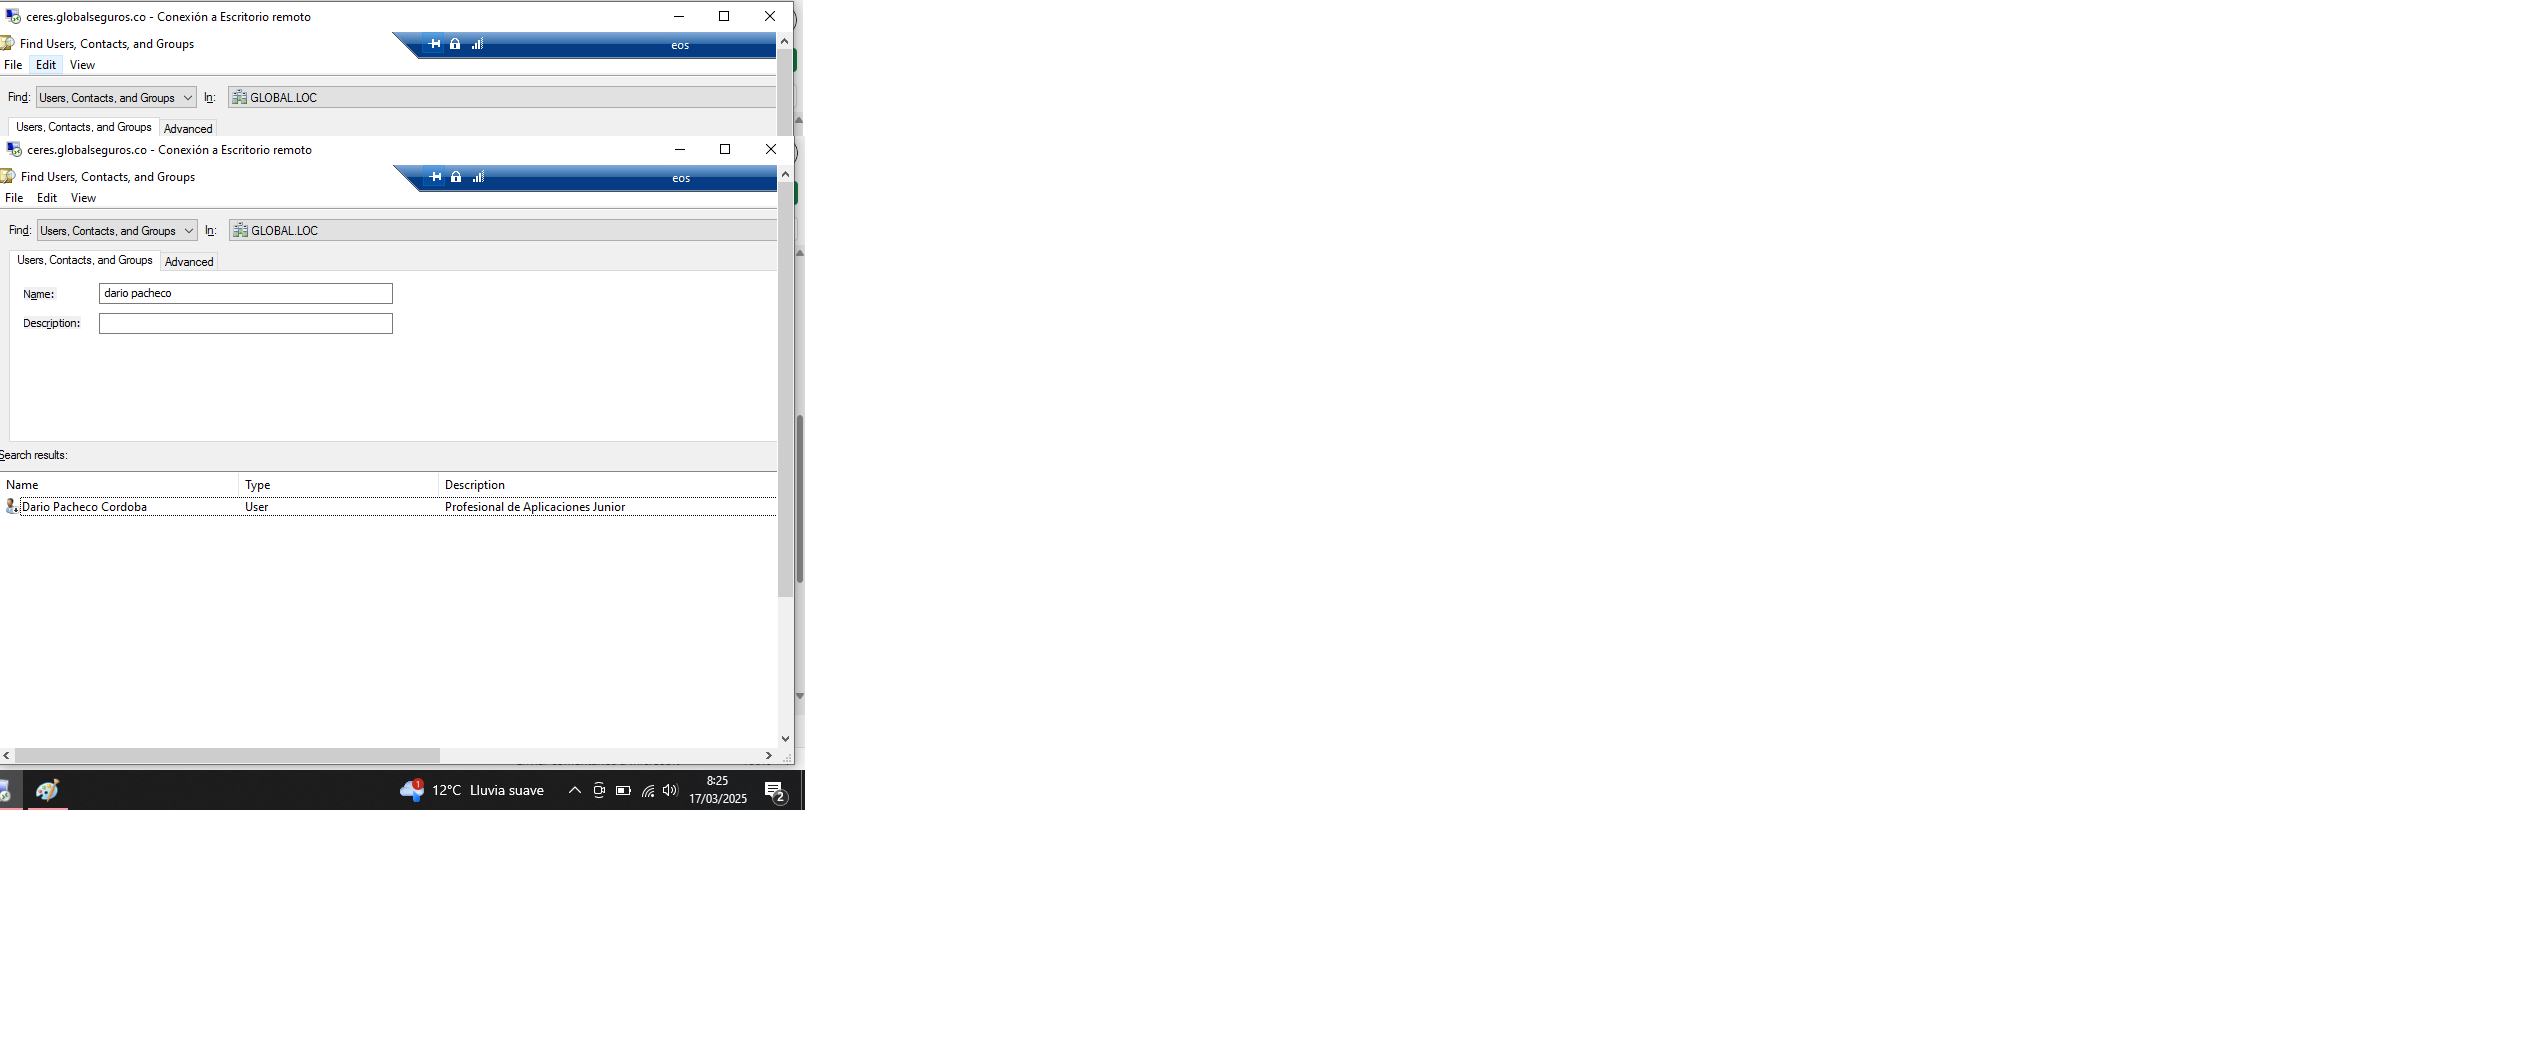 ceres.globalseguros.co - Conexión a Escritorio remoto
Find Users, Contacts, and Groups
eos
File Edit View
Find: Users, Contacts, and Groups In: GLOBAL.LOC
Users, Contacts, and Groups Advanced
ceres.globalseguros.co - Conexión a Escritorio remoto
Find Users, Contacts, and Groups
eos
File Edit View
Find: Users, Contacts, and Groups In: GLOBAL.LOC
Users, Contacts, and Groups Advanced
Name: dario pacheco
Description:
Search results:
Name Type Description
Dario Pacheco Cordoba User Profesional de Aplicaciones Junior
1 12°C Lluvia suave 8:25
17/03/2025 2